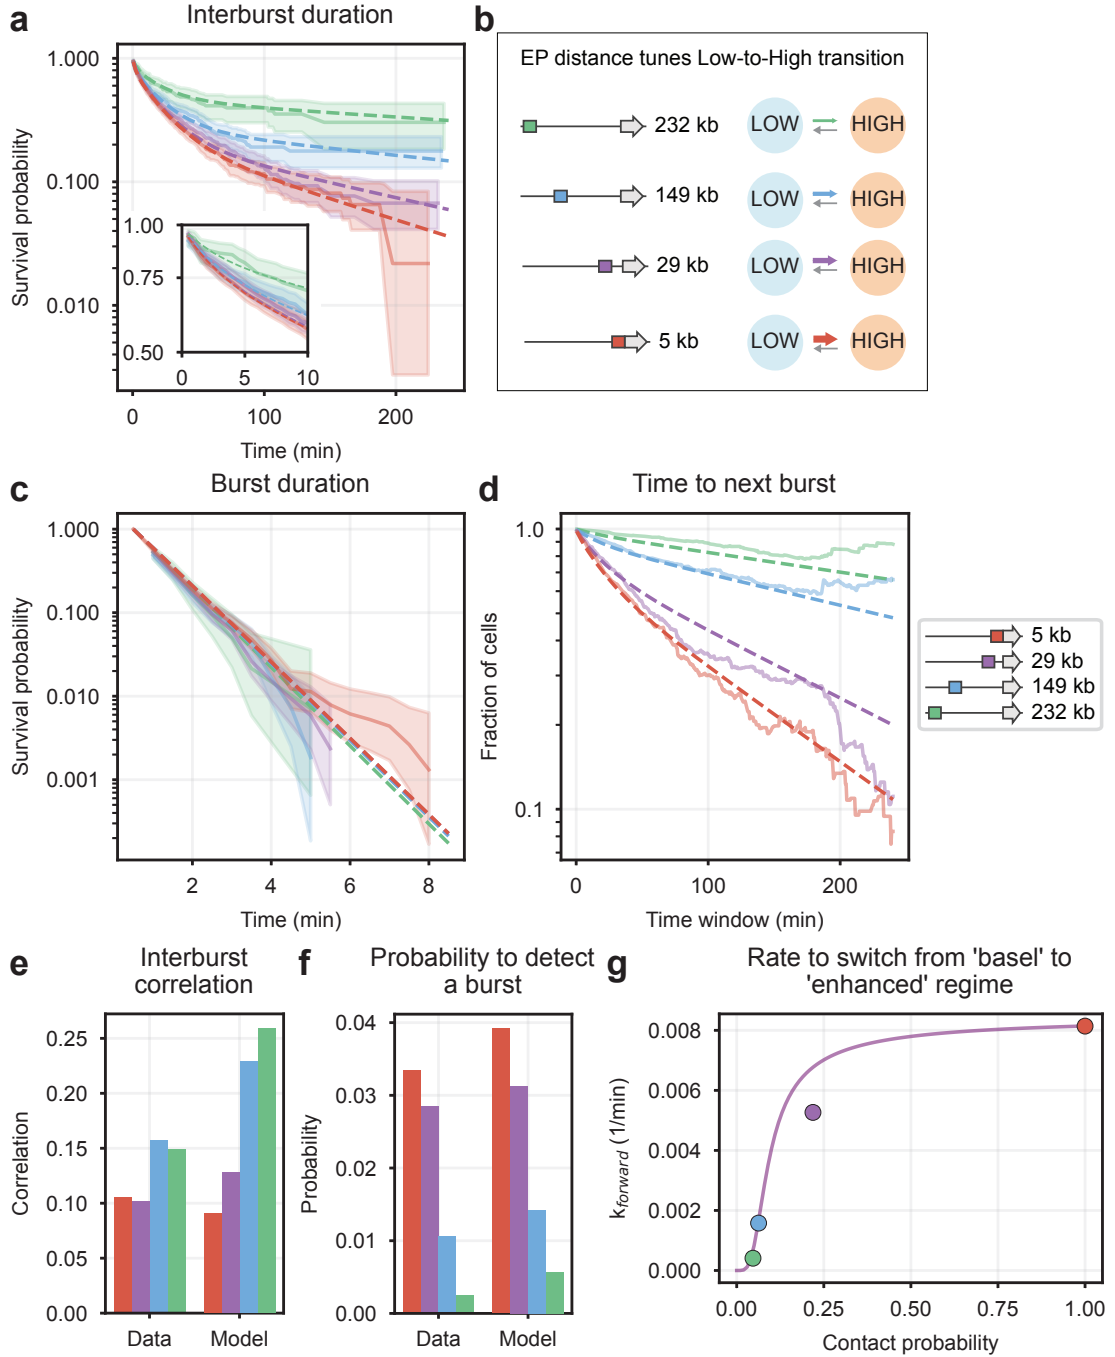 a
Interburst duration
Survival probability
1.000
0.100
0.010
1.00
0.75
0.50
0
5
10
0
100
200
Time (min)
b
EP distance tunes Low-to-High transition
232 kb
LOW
HIGH
149 kb
LOW
HIGH
29 kb
LOW
HIGH
5 kb
LOW
HIGH
c
Burst duration
Survival probability
1.000
0.100
0.010
0.001
2
4
6
8
Time (min)
d
Time to next burst
Fraction of cells
1.0
0.1
0
100
200
Time window (min)
5 kb
29 kb
149 kb
232 kb
e
Interburst
correlation
Correlation
0.25
0.20
0.15
0.10
0.05
0.00
Data
Model
f
Probability to detect
a burst
Probability
0.04
0.03
0.02
0.01
0.00
Data
Model
g
Rate to switch from 'basel' to
'enhanced' regime
kforward (1/min)
0.008
0.006
0.004
0.002
0.000
0.00
0.25
0.50
0.75
1.00
Contact probability